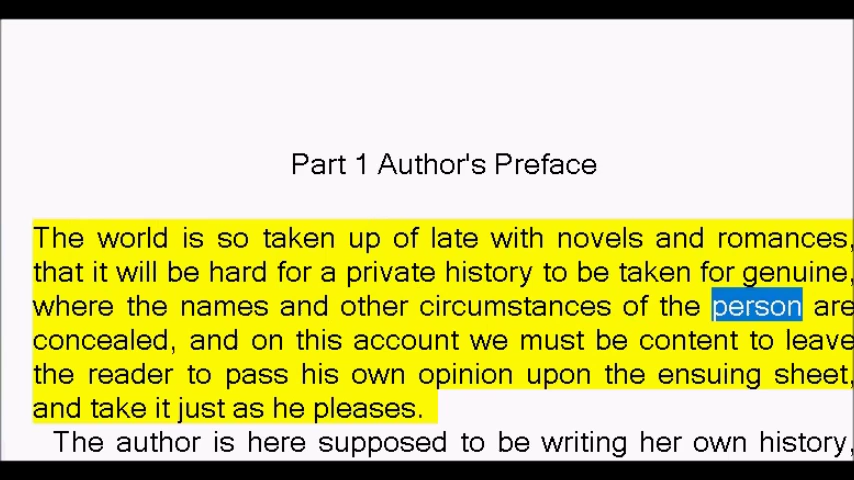 Part 1 Author's Preface
The world is so taken up of late with novels and romances,
that it will be hard for a private history to be taken for genuine,
where the names and other circumstances of the person are
concealed, and on this account we must be content to leave
the reader to pass his own opinion upon the ensuing sheet,
and take it just as he pleases.
The author is here supposed to be writing her own history,